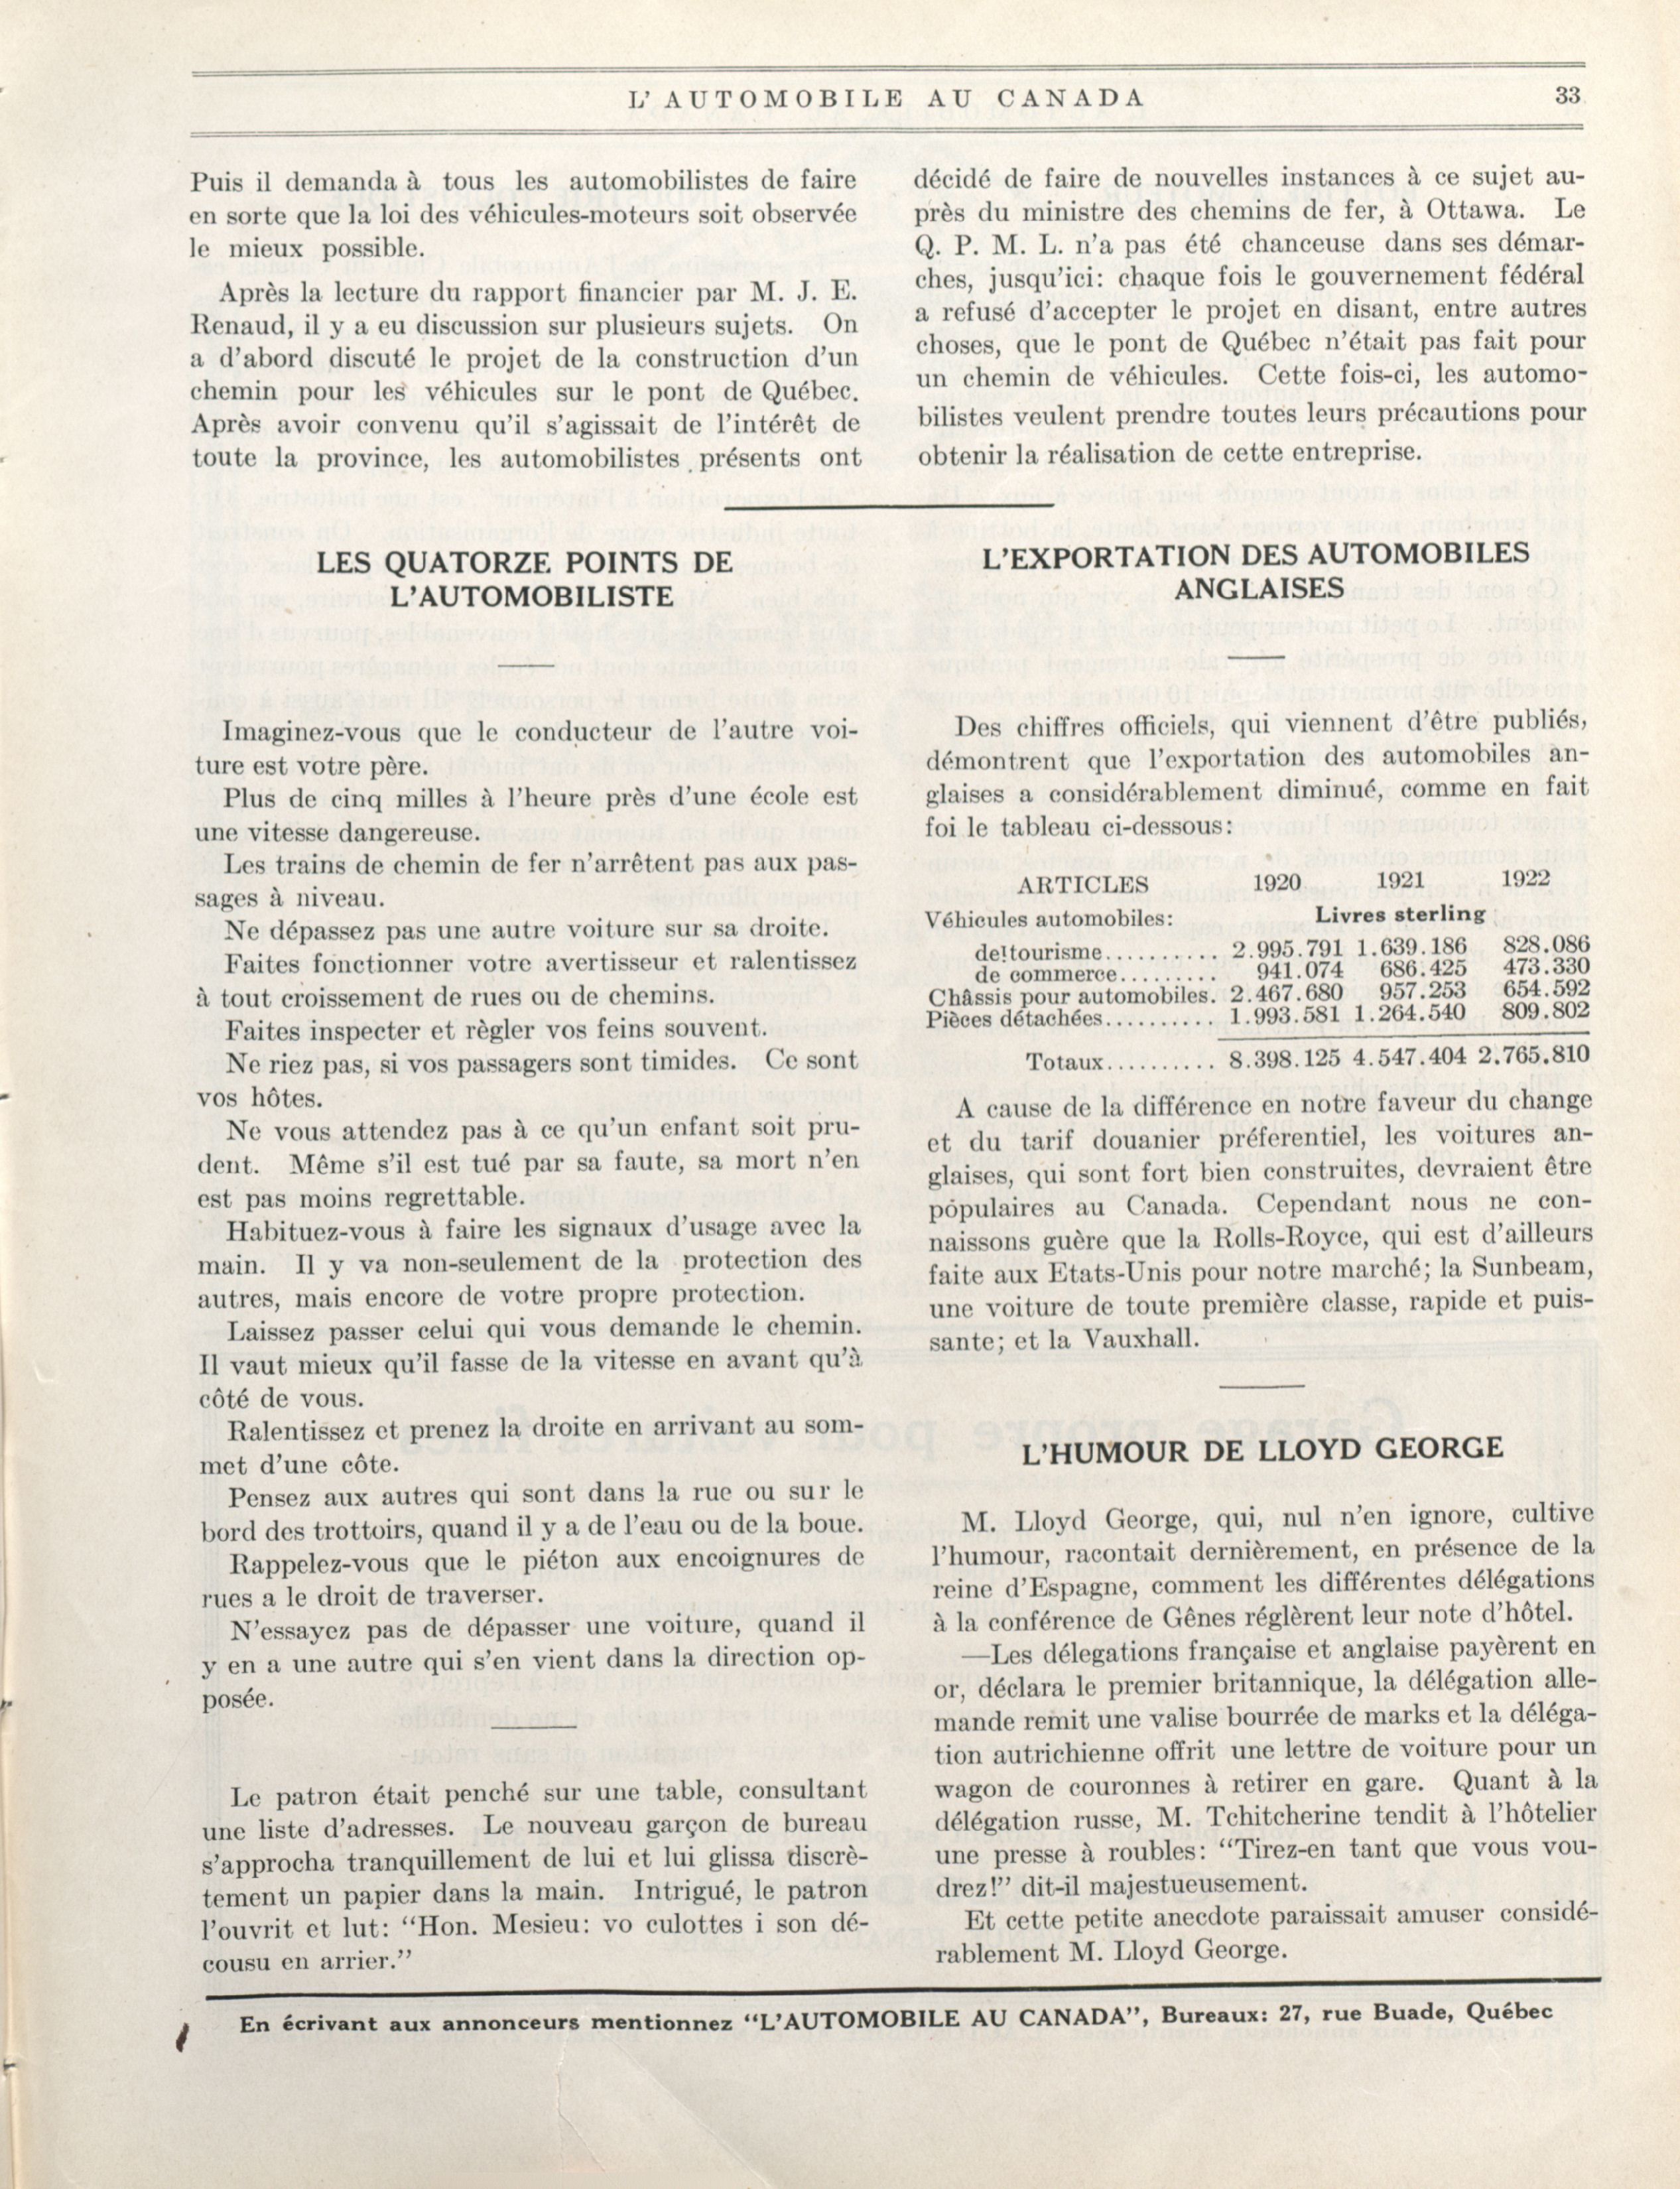 L'AUTOMOBILE AU CANADA 33
Puis il demanda à tous les automobilistes de faire
en sorte que la loi des véhicules-moteurs soit observée
le mieux possible.
Après la lecture du rapport financier par M. J. E.
Renaud, il y a eu discussion sur plusieurs sujets. On
a d'abord discuté le projet de la construction d'un
chemin pour les véhicules sur le pont de Québec.
Après avoir convenu qu'il s'agissait de l'intérêt de
toute la province, les automobilistes présents ont
décidé de faire de nouvelles instances à ce sujet au-
près du ministre des chemins de fer, à Ottawa. Le
Q. P. M. L. n'a pas été chanceuse dans ses démar-
ches, jusqu'ici: chaque fois le gouvernement fédéral
a refusé d'accepter le projet en disant, entre autres
choses, que le pont de Québec n'était pas fait pour
un chemin de véhicules. Cette fois-ci, les automo-
bilistes veulent prendre toutes leurs précautions pour
obtenir la réalisation de cette entreprise.
LES QUATORZE POINTS DE
L'AUTOMOBILISTE
Imaginez-vous que le conducteur de l'autre voi-
ture est votre père.
Plus de cinq milles à l'heure près d'une école est
une vitesse dangereuse.
Les trains de chemin de fer n'arrêtent pas aux pas-
sages à niveau.
Ne dépassez pas une autre voiture sur sa droite.
Faites fonctionner votre avertisseur et ralentissez
à tout croissement de rues ou de chemins.
Faites inspecter et règler vos feins souvent.
Ne riez pas, si vos passagers sont timides. Ce sont
vos hôtes.
Ne vous attendez pas à ce qu'un enfant soit pru-
dent. Même s'il est tué par sa faute, sa mort n'en
est pas moins regrettable.
Habituez-vous à faire les signaux d'usage avec la
main. Il y va non-seulement de la protection des
autres, mais encore de votre propre protection.
Laissez passer celui qui vous demande le chemin.
Il vaut mieux qu'il fasse de la vitesse en avant qu'à
côté de vous.
Ralentissez et prenez la droite en arrivant au som-
met d'une côte.
Pensez aux autres qui sont dans la rue ou sur le
bord des trottoirs, quand il y a de l'eau ou de la boue.
Rappelez-vous que le piéton aux encoignures de
rues a le droit de traverser.
N'essayez pas de dépasser une voiture, quand il
y en a une autre qui s'en vient dans la direction op-
posée.
Le patron était penché sur une table, consultant
une liste d'adresses. Le nouveau garçon de bureau
s'approcha tranquillement de lui et lui glissa discrè-
tement un papier dans la main. Intrigué, le patron
l'ouvrit et lut: "Hon. Mesieu: vo culottes i son dé-
cousu en arrier."
L'EXPORTATION DES AUTOMOBILES
ANGLAISES
Des chiffres officiels, qui viennent d'être publiés,
démontrent que l'exportation des automobiles an-
glaises a considérablement diminué, comme en fait
foi le tableau ci-dessous:
ARTICLES 1920 1921 1922
Véhicules automobiles: Livres sterling
de!tourisme.......... 2.995.791 1.639.186 828.086
de commerce......... 941.074 686.425 473.330
Châssis pour automobiles. 2.467.680 957.253 654.592
Pièces détachées.......... 1.993.581 1.264.540 809.802
Totaux.......... 8.398.125 4.547.404 2.765.810
A cause de la différence en notre faveur du change
et du tarif douanier préferentiel, les voitures an-
glaises, qui sont fort bien construites, devraient être
pôpulaires au Canada. Cependant nous ne con-
naissons guère que la Rolls-Royce, qui est d'ailleurs
faite aux Etats-Unis pour notre marché; la Sunbeam,
une voiture de toute première classe, rapide et puis-
sante; et la Vauxhall.
L'HUMOUR DE LLOYD GEORGE
M. Lloyd George, qui, nul n'en ignore, cultive
l'humour, racontait dernièrement, en présence de la
reine d'Espagne, comment les différentes délégations
à la conférence de Gênes réglèrent leur note d'hôtel.
—Les délegations française et anglaise payèrent en
or, déclara le premier britannique, la délégation alle-
mande remit une valise bourrée de marks et la déléga-
tion autrichienne offrit une lettre de voiture pour un
wagon de couronnes à retirer en gare. Quant à la
délégation russe, M. Tchitcherine tendit à l'hôtelier
une presse à roubles: "Tirez-en tant que vous vou-
drez!" dit-il majestueusement.
Et cette petite anecdote paraissait amuser considé-
rablement M. Lloyd George.
En écrivant aux annonceurs mentionnez "L'AUTOMOBILE AU CANADA", Bureaux: 27, rue Buade, Québec